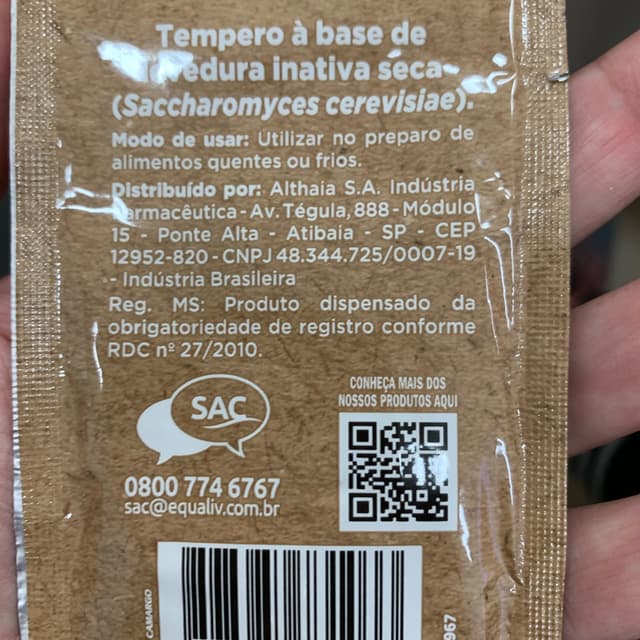 Tempero à base de
levedura inativa seca
(Saccharomyces cerevisiae).
Modo de usar: Utilizar no preparo de
alimentos quentes ou frios.
Distribuído por: Althaia S.A. Indústria
Farmacêutica - Av. Tégula, 888 - Módulo
15 - Ponte Alta - Atibaia - SP - CEP
12952-820 - CNPJ 48.344.725/0007-19
- Indústria Brasileira
Reg. MS: Produto dispensado da
obrigatoriedade de registro conforme
RDC nº 27/2010.
SAC
0800 774 6767
sac@equaliv.com.br
CONHEÇA MAIS DOS
NOSSOS PRODUTOS AQUI
CAMARGO
967